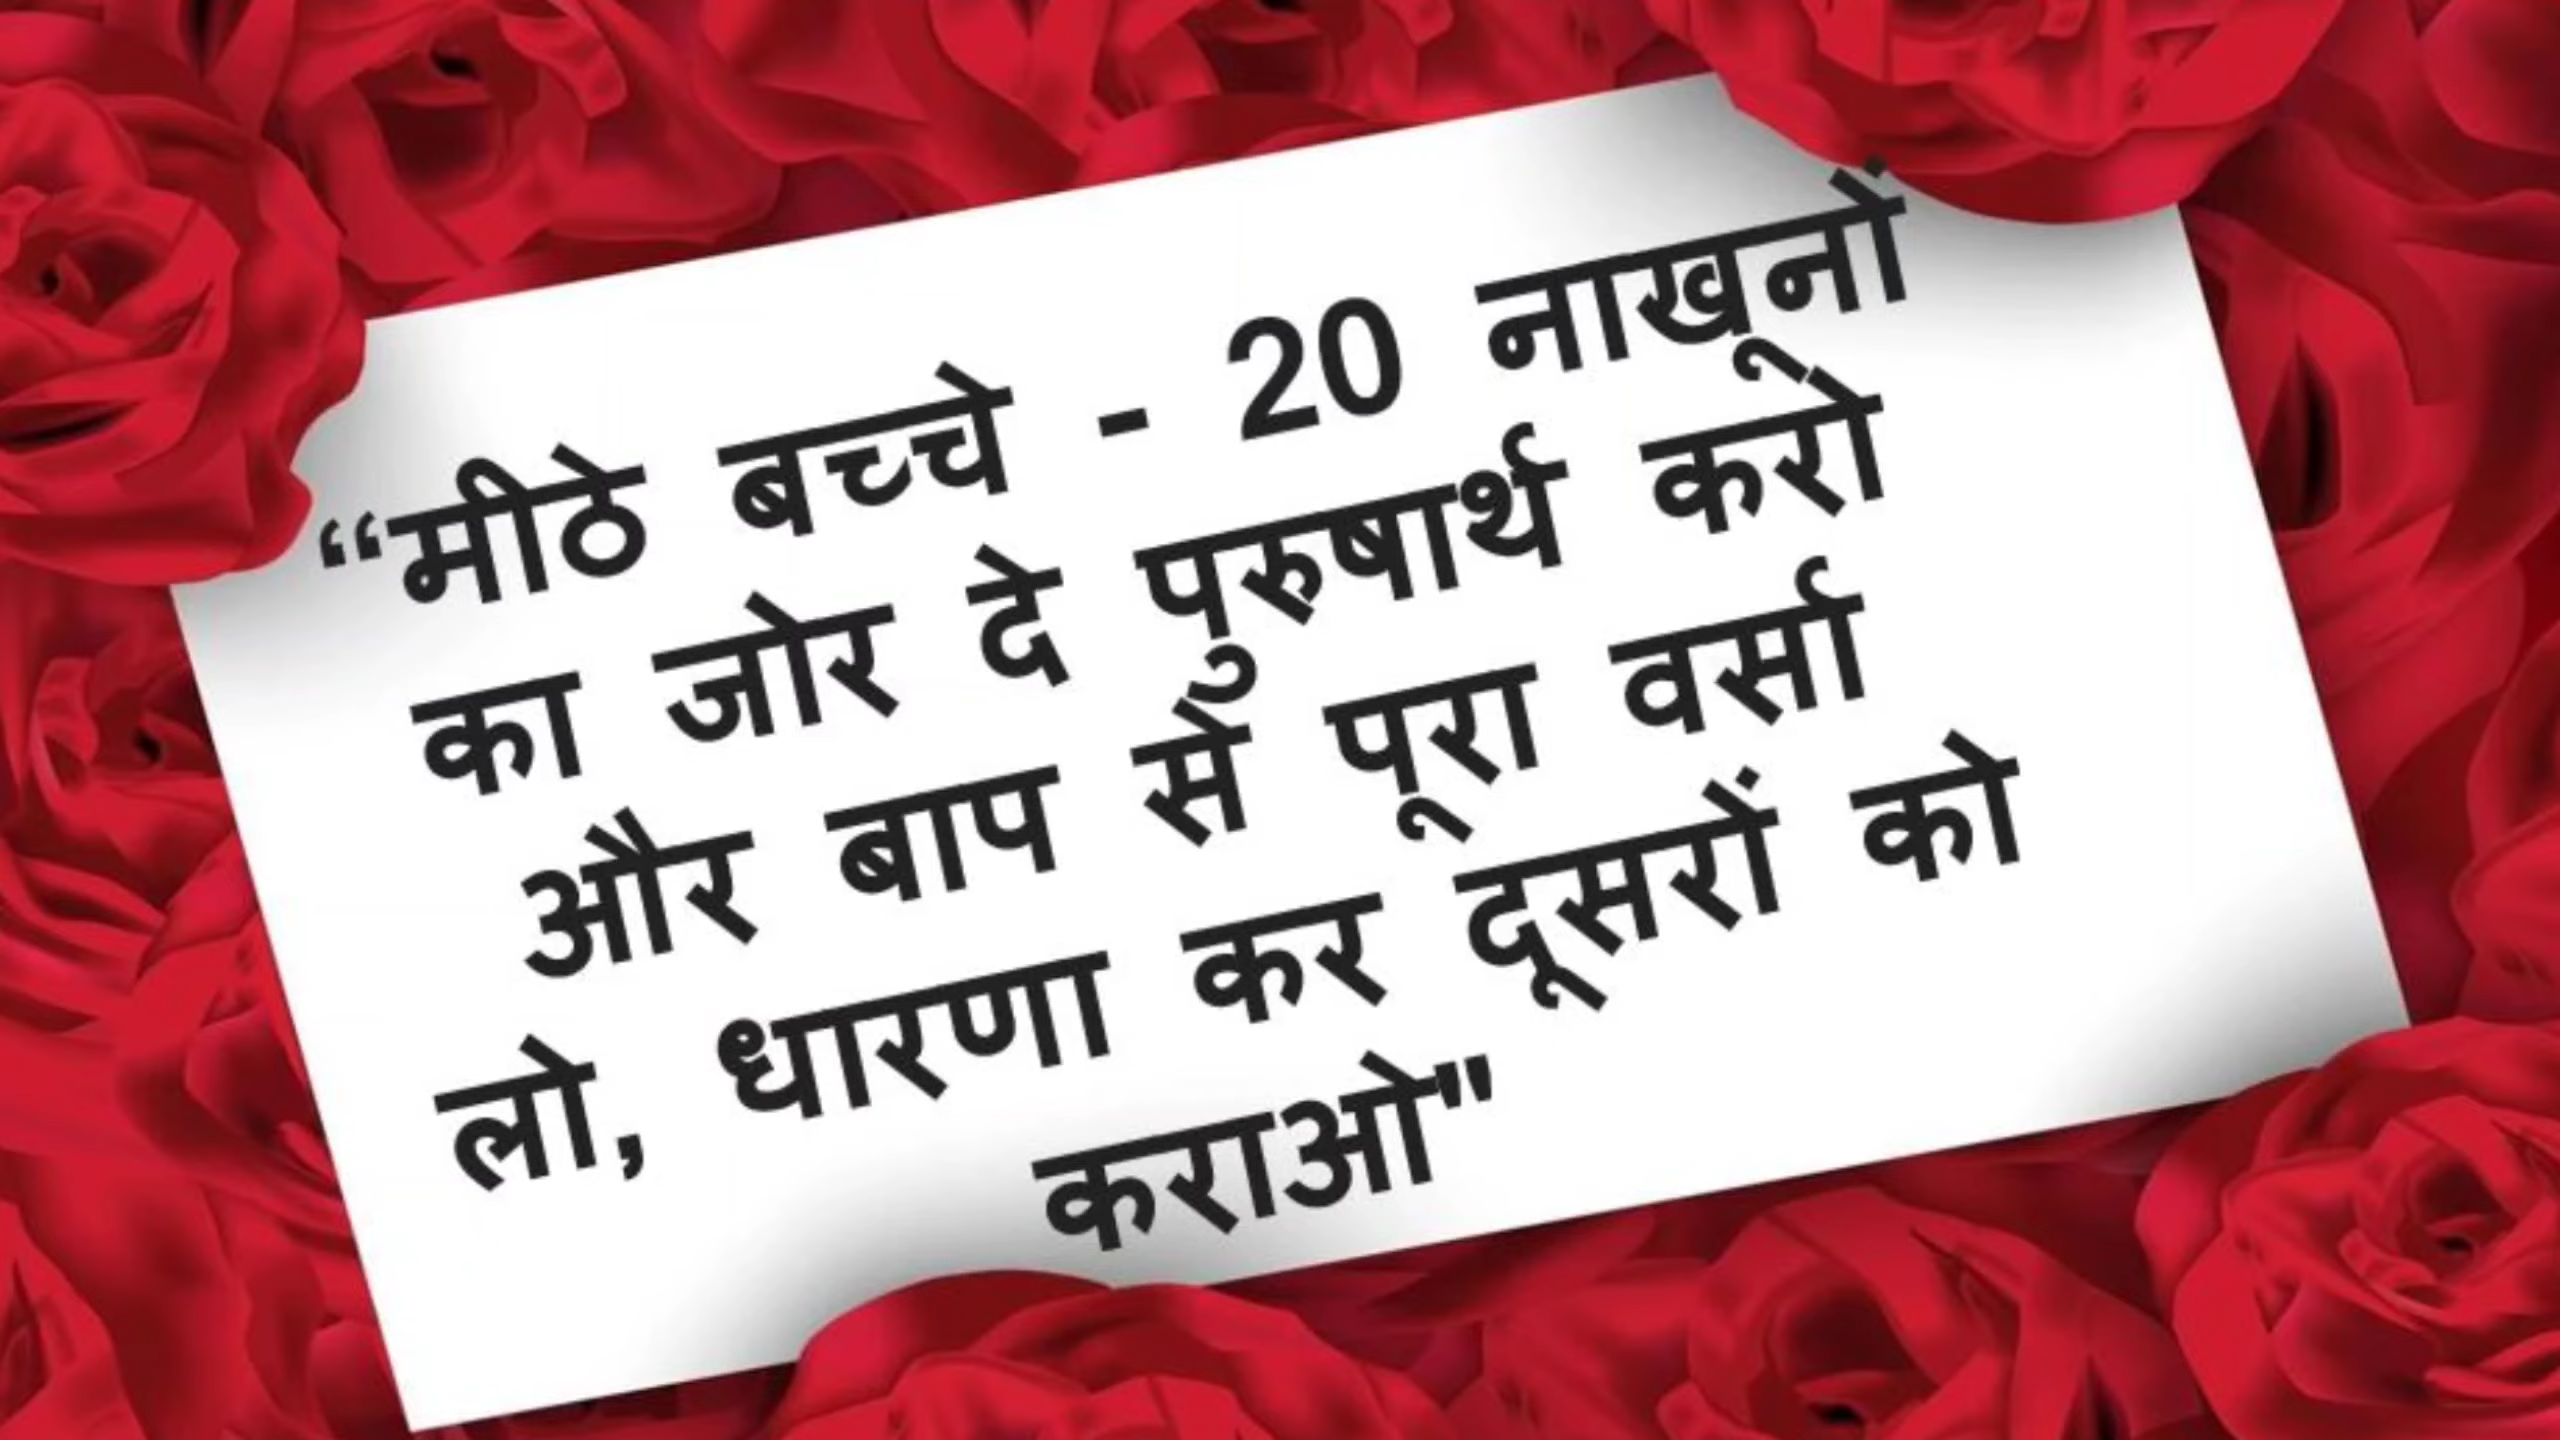 “मीठे बच्चे - 20 नाखूनों
का जोर दे पुरुषार्थ करो
और बाप से पूरा वर्सा
लो, धारणा कर दूसरों को
कराओ"